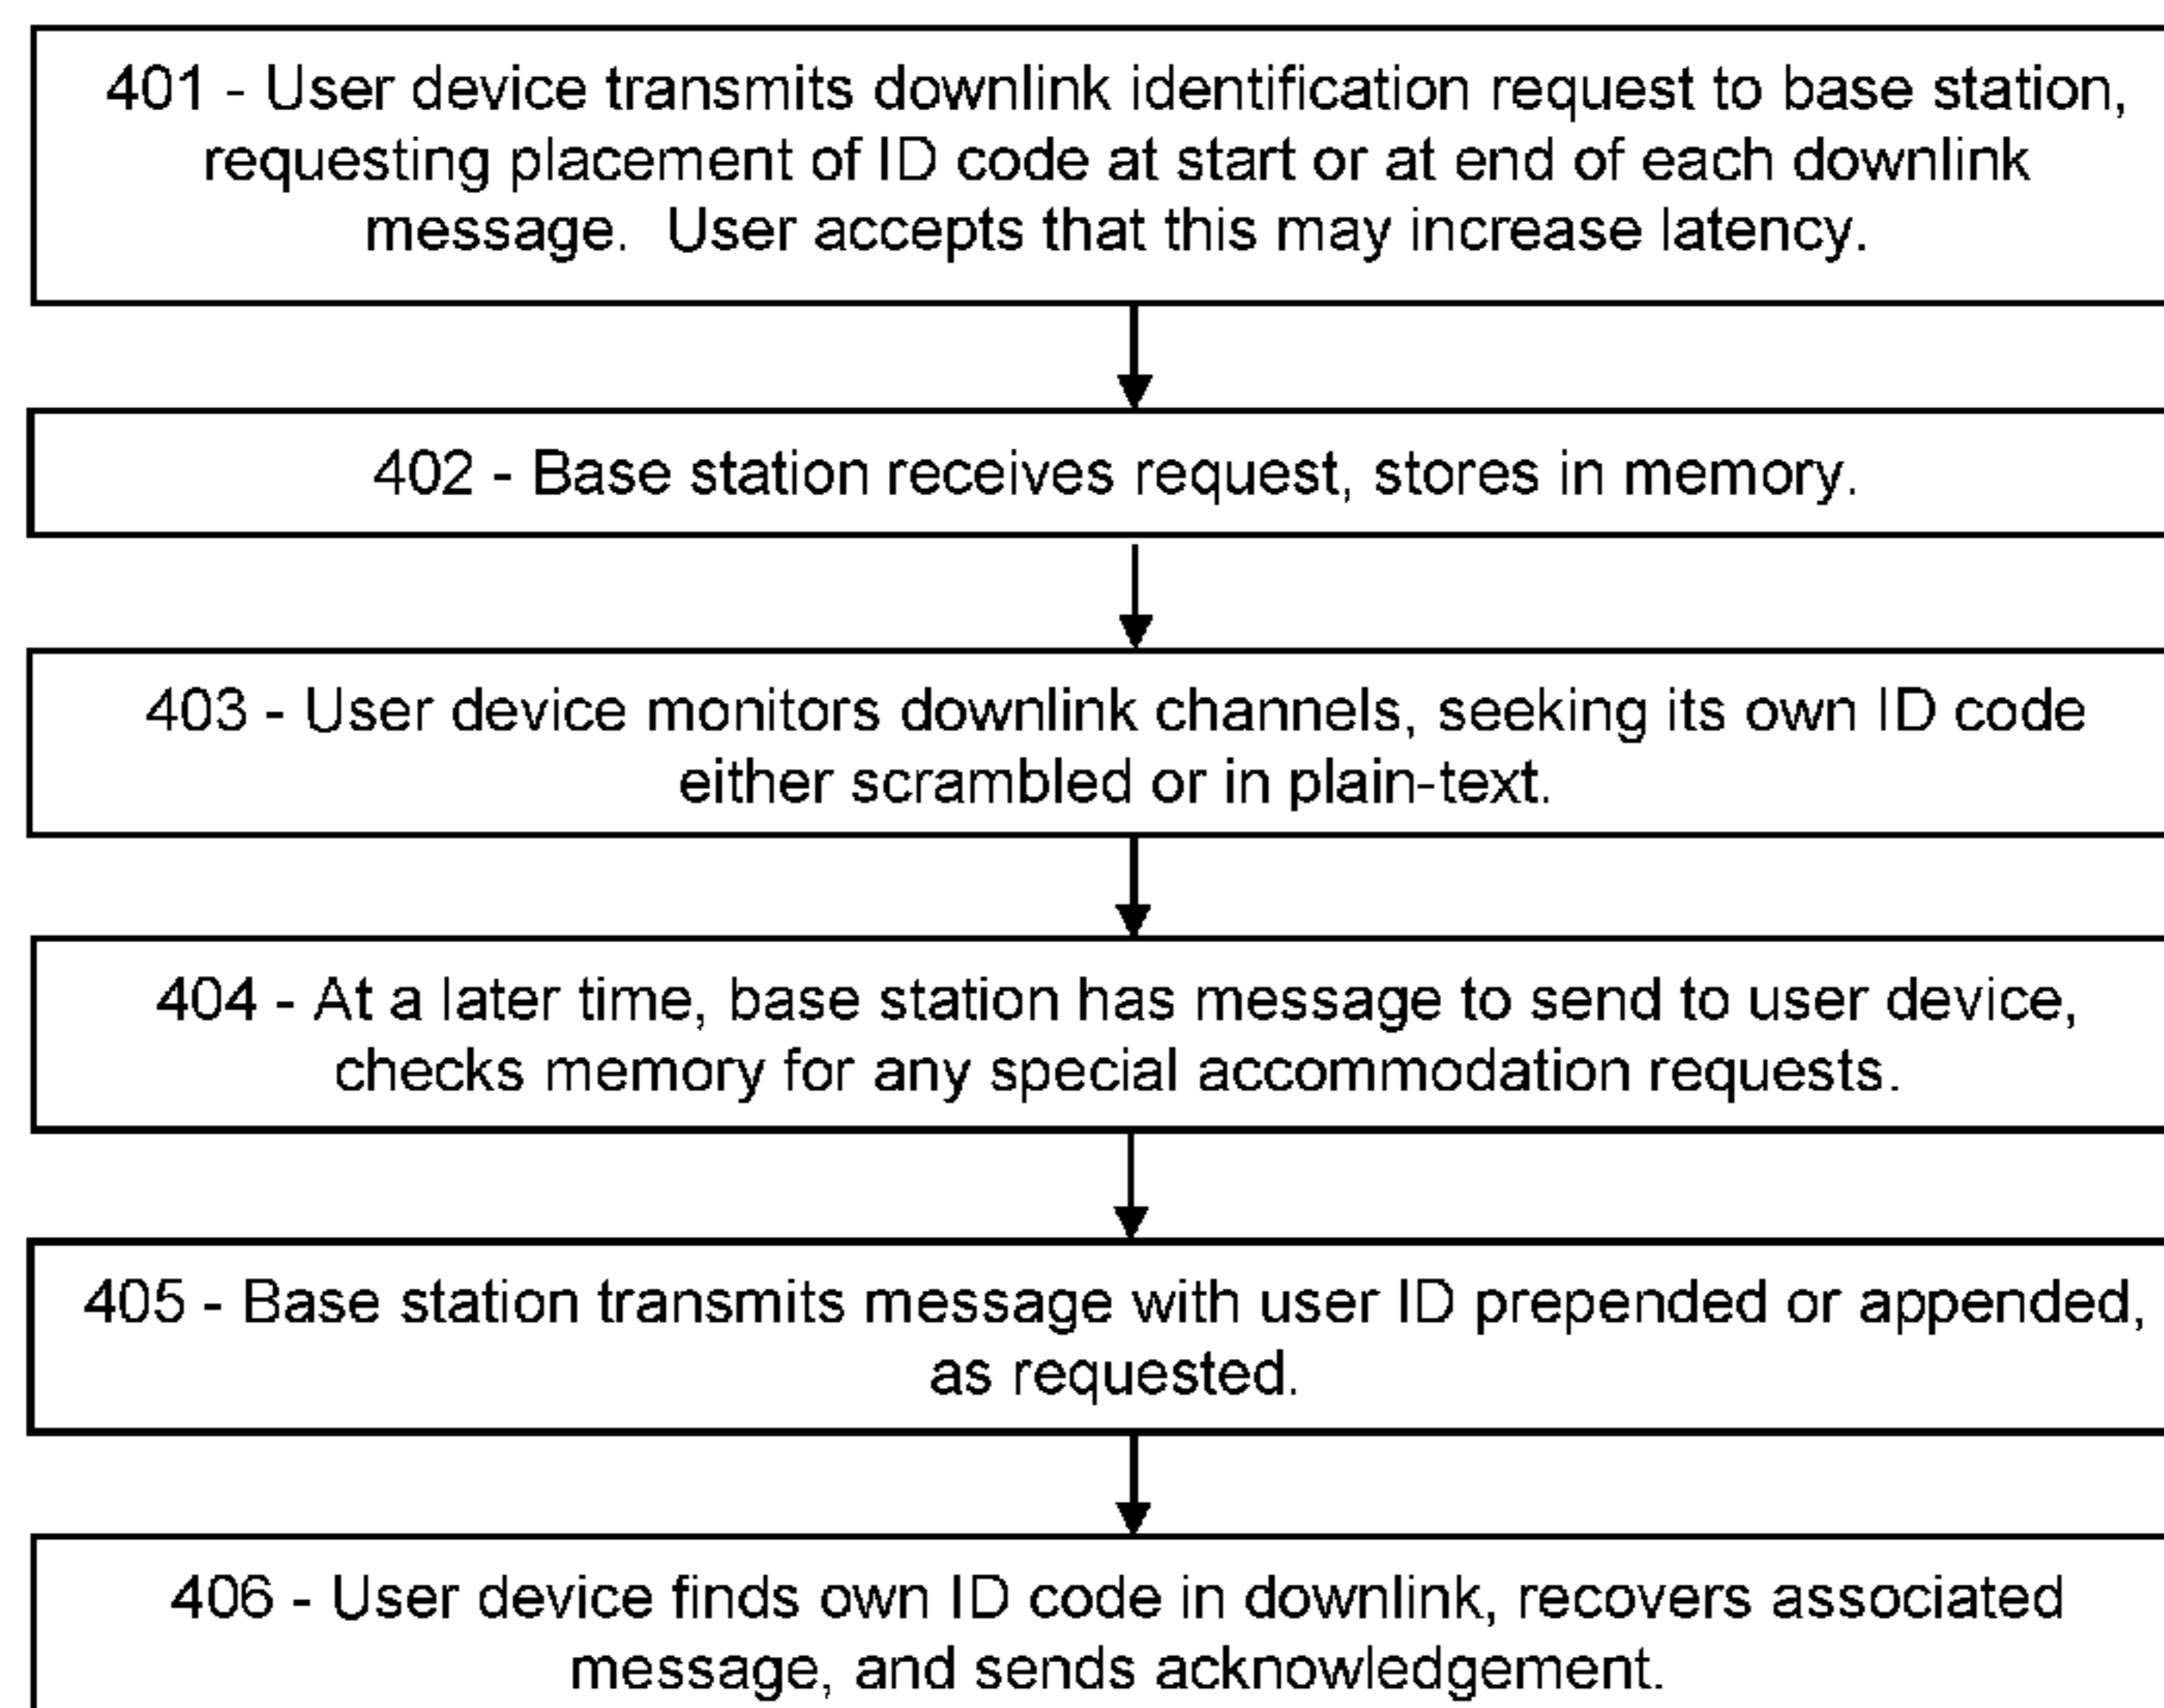 401 - User device transmits downlink identification request to base station,
requesting placement of ID code at start or at end of each downlink
message.  User accepts that this may increase latency.
402 - Base station receives request, stores in memory.
403 - User device monitors downlink channels, seeking its own ID code
either scrambled or in plain-text.
404 - At a later time, base station has message to send to user device,
checks memory for any special accommodation requests.
405 - Base station transmits message with user ID prepended or appended,
as requested.
406 - User device finds own ID code in downlink, recovers associated
message, and sends acknowledgement.